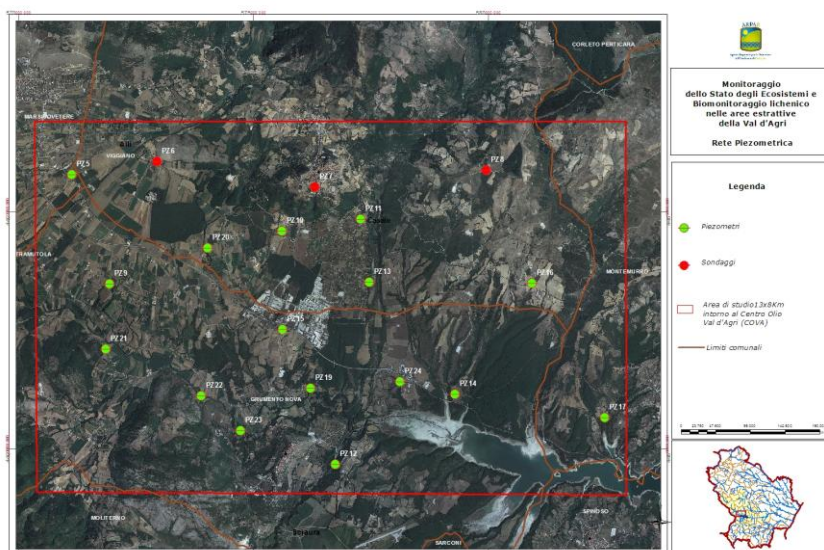 ARPAB
Monitoraggio
dello Stato degli Ecosistemi e
Biomonitoraggio lichenico
nelle aree estrattive
della Val d'Agri
Rete Piezometrica
Legenda
Piezometri
Sondaggi
Area di studio13x8Km
intorno al Centro Olio
Val d'Agri (COVA)
Limiti comunali
CORLETO PERTICARA
MARSICOVETERE
VIGGIANO
PZ5
PZ6
PZ7
PZ8
PZ11
PZ10
PZ20
TRAMUTOLA
PZ9
PZ13
PZ16
MONTEMURRO
PZ15
PZ21
PZ22
PZ19
PZ24
PZ14
GRUMENTO NOVA
PZ23
PZ17
PZ12
MOLITERNO
SARCONI
SPINOSO